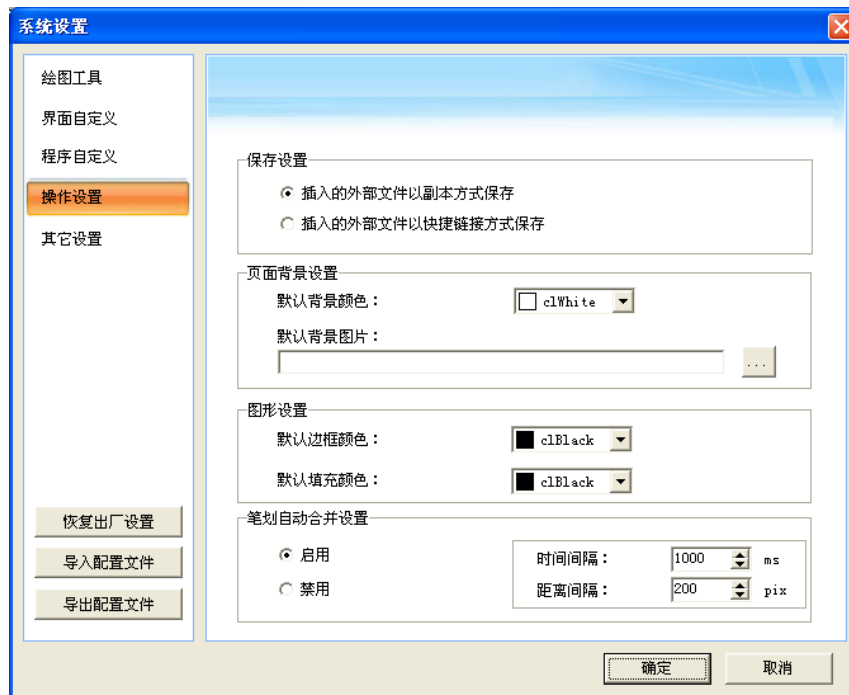 系统设置
绘图工具
界面自定义
程序自定义
操作设置
其它设置
恢复出厂设置
导入配置文件
导出配置文件
保存设置
插入的外部文件以副本方式保存
插入的外部文件以快捷链接方式保存
页面背景设置
默认背景颜色： clWhite
默认背景图片：
...
图形设置
默认边框颜色： clBlack
默认填充颜色： clBlack
笔划自动合并设置
启用
禁用
时间间隔： 1000 ms
距离间隔： 200 pix
确定 取消